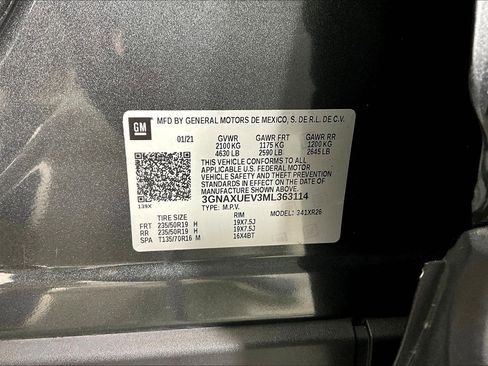 GM
MFD BY GENERAL MOTORS DE MEXICO, S. DE R.L. DE C.V.
01/21 GVWR GAWR FRT GAWR RR
2100 KG 1175 KG 1200 KG
4630 LB 2590 LB 2645 LB
THIS VEHICLE CONFORMS TO ALL
APPLICABLE U.S. FEDERAL MOTOR
VEHICLE SAFETY, BUMPER, AND THEFT
PREVENTION STANDARDS IN
EFFECT ON THE DATE OF
MANUFACTURE SHOWN ABOVE.
3GNAXUEV3ML363114
139X TYPE: M.P.V. MODEL: 341XR26
TIRE SIZE RIM
FRT 235/50R19 H 19X7.5J
RR 235/50R19 H 19X7.5J
SPA T135/70R16 M 16X4BT